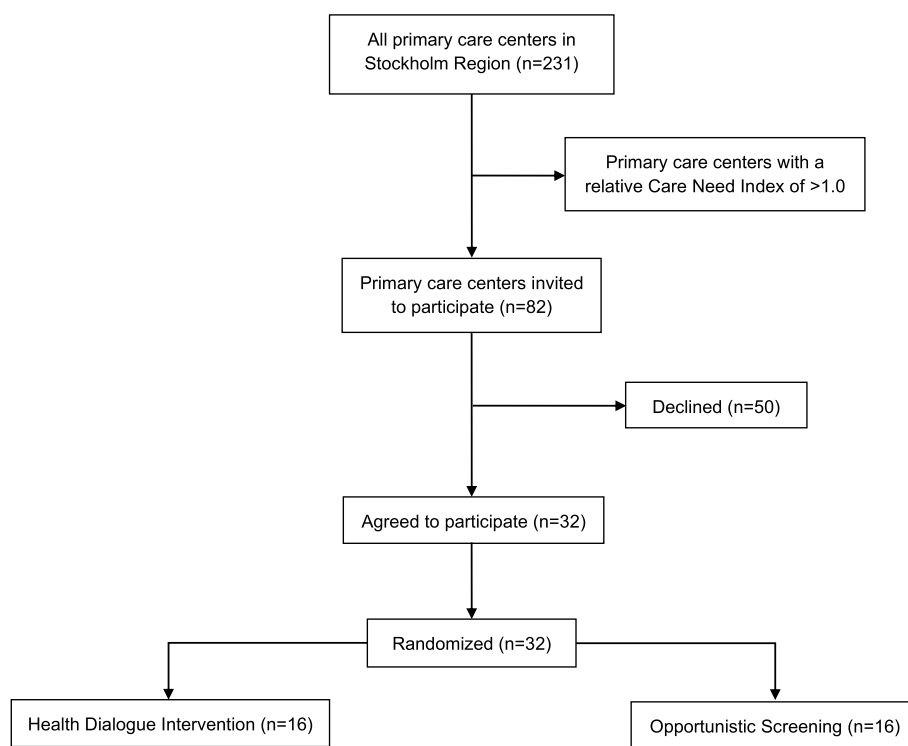 All primary care centers in
Stockholm Region (n=231)
Primary care centers with a
relative Care Need Index of >1.0
Primary care centers invited
to participate (n=82)
Declined (n=50)
Agreed to participate (n=32)
Randomized (n=32)
Health Dialogue Intervention (n=16)
Opportunistic Screening (n=16)